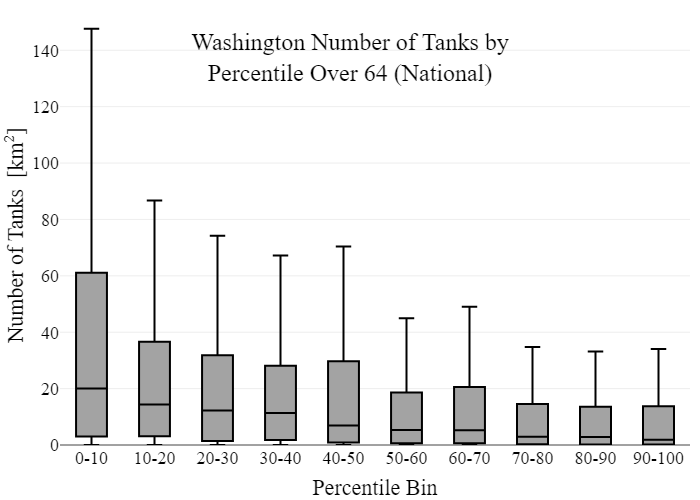 Washington Number of Tanks by
Percentile Over 64 (National)
Number of Tanks [km²]
140
120
100
80
60
40
20
0
0-10 10-20 20-30 30-40 40-50 50-60 60-70 70-80 80-90 90-100
Percentile Bin